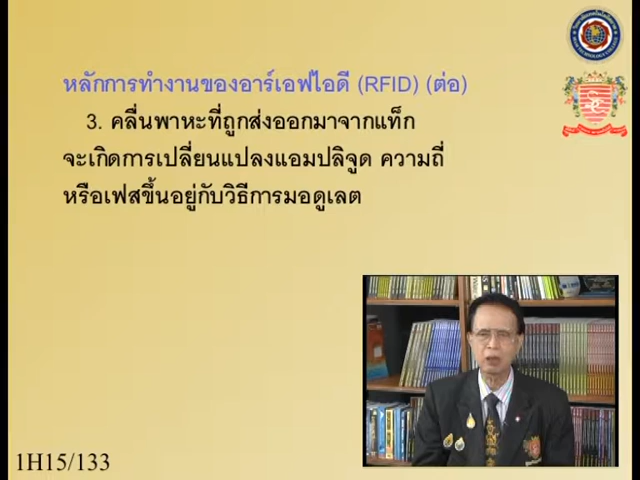 หลักการทำงานของอาร์เอฟไอดี (RFID) (ต่อ)
3. คลื่นพาหะที่ถูกส่งออกมาจากแท็ก
จะเกิดการเปลี่ยนแปลงแอมปลิจูด ความถี่
หรือเฟสขึ้นอยู่กับวิธีการมอดูเลต
1H15/133